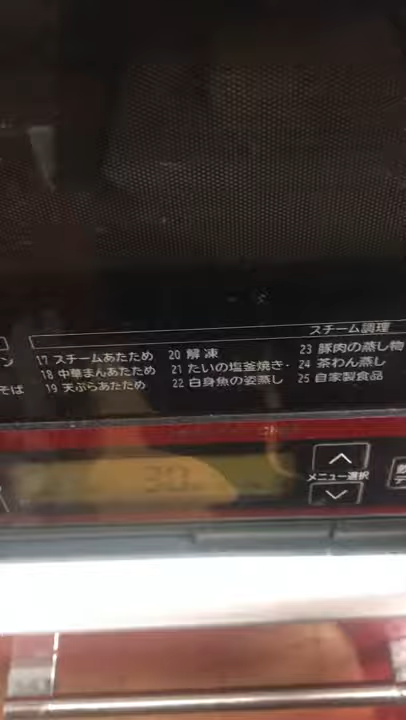 スチーム調理
ン 17 スチームあたため 20 解凍 23 豚肉の蒸し物
18 中華まんあたため 21 たいの塩釜焼き・ 24 茶わん蒸し
そば 19 天ぷらあたため 22 白身魚の姿蒸し 25 自家製食品
30
メニュー選択